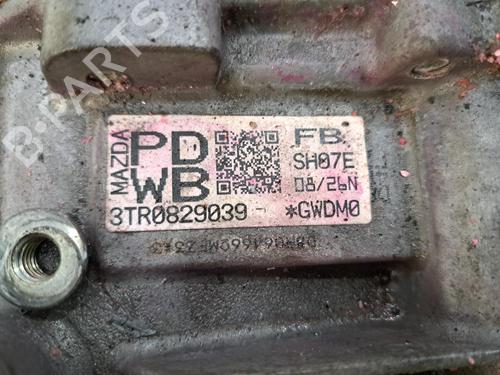 B-PARTS
MAZDA
PD FB
WB SH07E
08/26N
3TR0829039 - *GWDM0